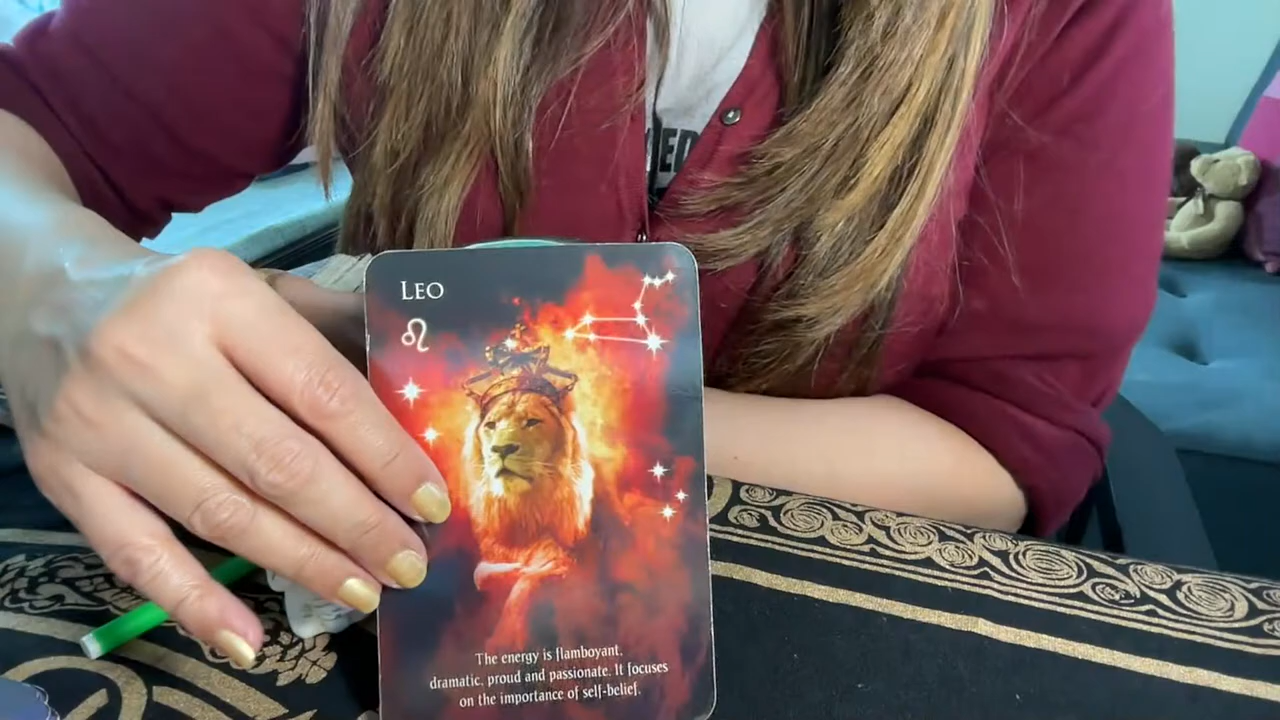 LEO
♌
The energy is flamboyant,
dramatic, proud and passionate. It focuses
on the importance of self-belief.